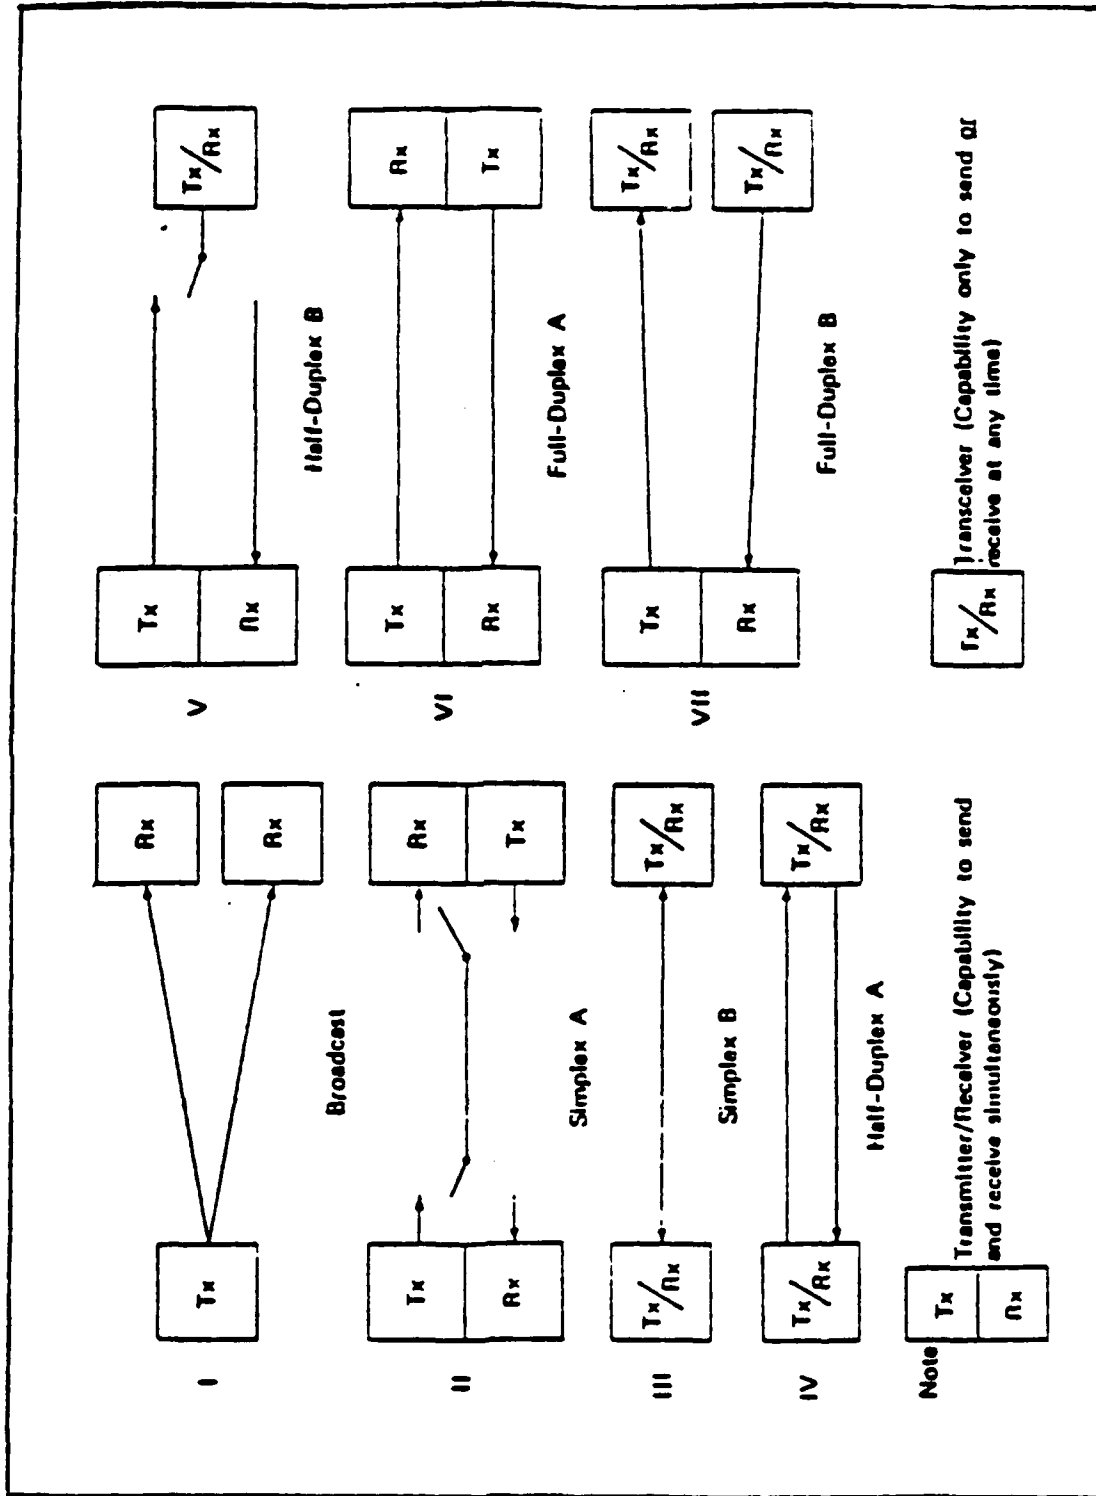 I
Tx
Rx
Rx
Broadcast
II
Tx
Rx
Rx
Tx
Simplex A
III
Tx/Rx
Tx/Rx
Simplex B
IV
Tx/Rx
Tx/Rx
Half-Duplex A
Note
Tx
Rx
Transmitter/Receiver (Capability to send
and receive simultaneously)
V
Tx
Rx
Tx/Rx
Half-Duplex B
VI
Tx
Rx
Rx
Tx
Full-Duplex A
VII
Tx
Rx
Tx/Rx
Tx/Rx
Full-Duplex B
Tx/Rx
Transceiver (Capability only to send or
receive at any time)